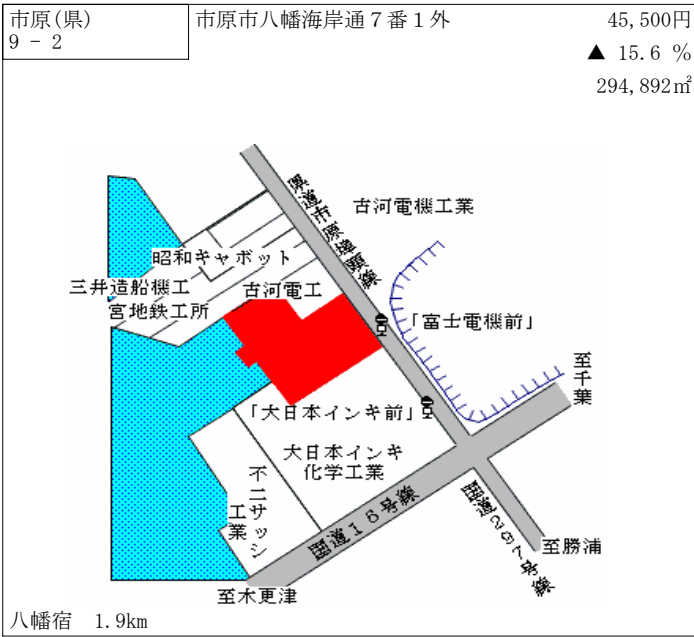 市原(県)
9 - 2
市原市八幡海岸通７番１外
45,500円
▲ 15.6 %
294,892㎡
県道市原埠頭線
古河電機工業
昭和キャボット
三井造船機工
宮地鉄工所
古河電工
「富士電機前」
至千葉
「大日本インキ前」
大日本インキ
化学工業
不二サッシ
工業
国道１６号線
国道２９７号線
至勝浦
至木更津
八幡宿　1.9km